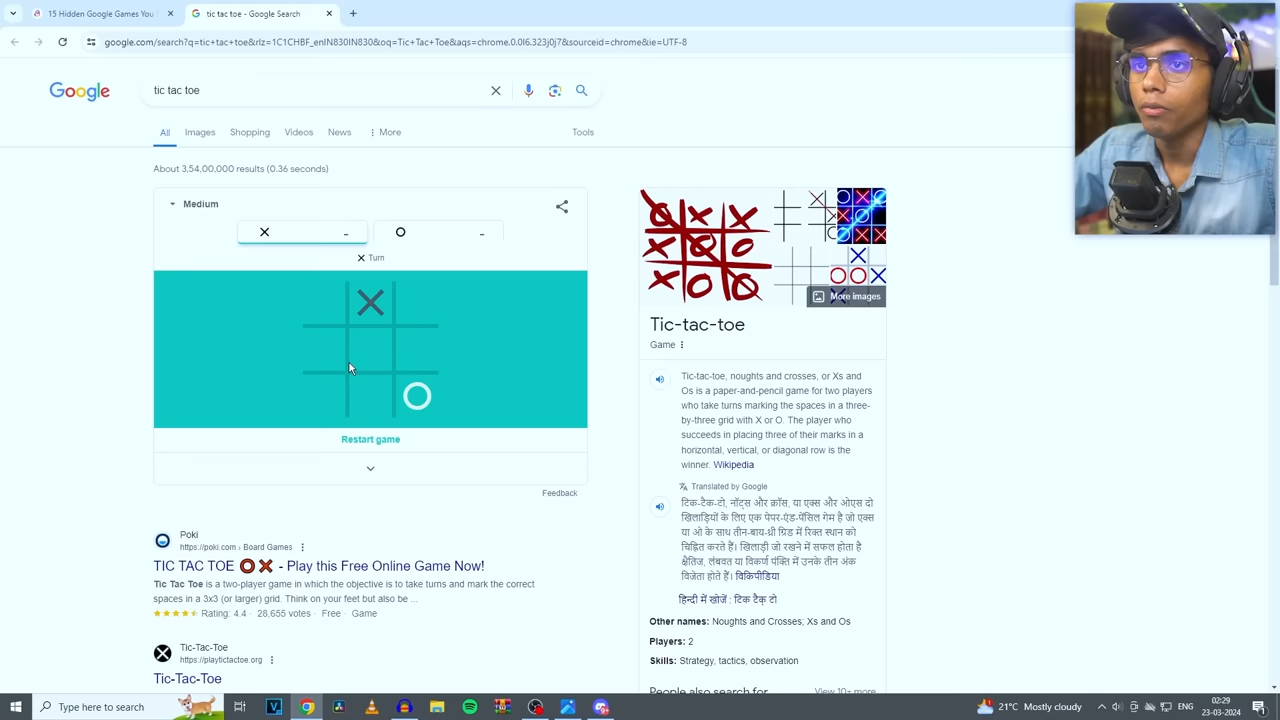 15 Hidden Google Games You
tic tac toe - Google Search
google.com/search?q=tic+tac+toe&rlz=1C1CHBF_enIN830IN830&oq=Tic+Tac+Toe&aqs=chrome.0.0l6.323j0j7&sourceid=chrome&ie=UTF-8
Google
tic tac toe
All Images Shopping Videos News More Tools
About 3,54,00,000 results (0.36 seconds)
Medium
X - O -
X Turn
Restart game
Feedback
More images
Tic-tac-toe
Game
Tic-tac-toe, noughts and crosses, or Xs and
Os is a paper-and-pencil game for two players
who take turns marking the spaces in a three-
by-three grid with X or O. The player who
succeeds in placing three of their marks in a
horizontal, vertical, or diagonal row is the
winner. Wikipedia
Translated by Google
टिक-टैक-टो, नॉट्स और क्रॉस, या एक्स और ओएस दो
खिलाड़ियों के लिए एक पेपर-एंड-पेंसिल गेम है जो एक्स
या ओ के साथ तीन-बाय-थ्री ग्रिड में रिक्त स्थान को
चिह्नित करते हैं। खिलाड़ी जो रखने में सफल होता है
क्षैतिज, लंबवत या विकर्ण पंक्ति में उनके तीन अंक
विजेता होते हैं। विकिपीडिया
हिन्दी में खोजें : टिक टैक् टो
Other names: Noughts and Crosses; Xs and Os
Players: 2
Skills: Strategy, tactics, observation
People also search for View 10+ more
Poki
https://poki.com › Board Games
TIC TAC TOE ⭕❌ - Play this Free Online Game Now!
Tic Tac Toe is a two-player game in which the objective is to take turns and mark the correct
spaces in a 3x3 (or larger) grid. Think on your feet but also be ...
Rating: 4.4 · 28,655 votes · Free · Game
Tic-Tac-Toe
https://playtictactoe.org
Tic-Tac-Toe
Type here to search
21°C Mostly cloudy
ENG
02:29
23-03-2024